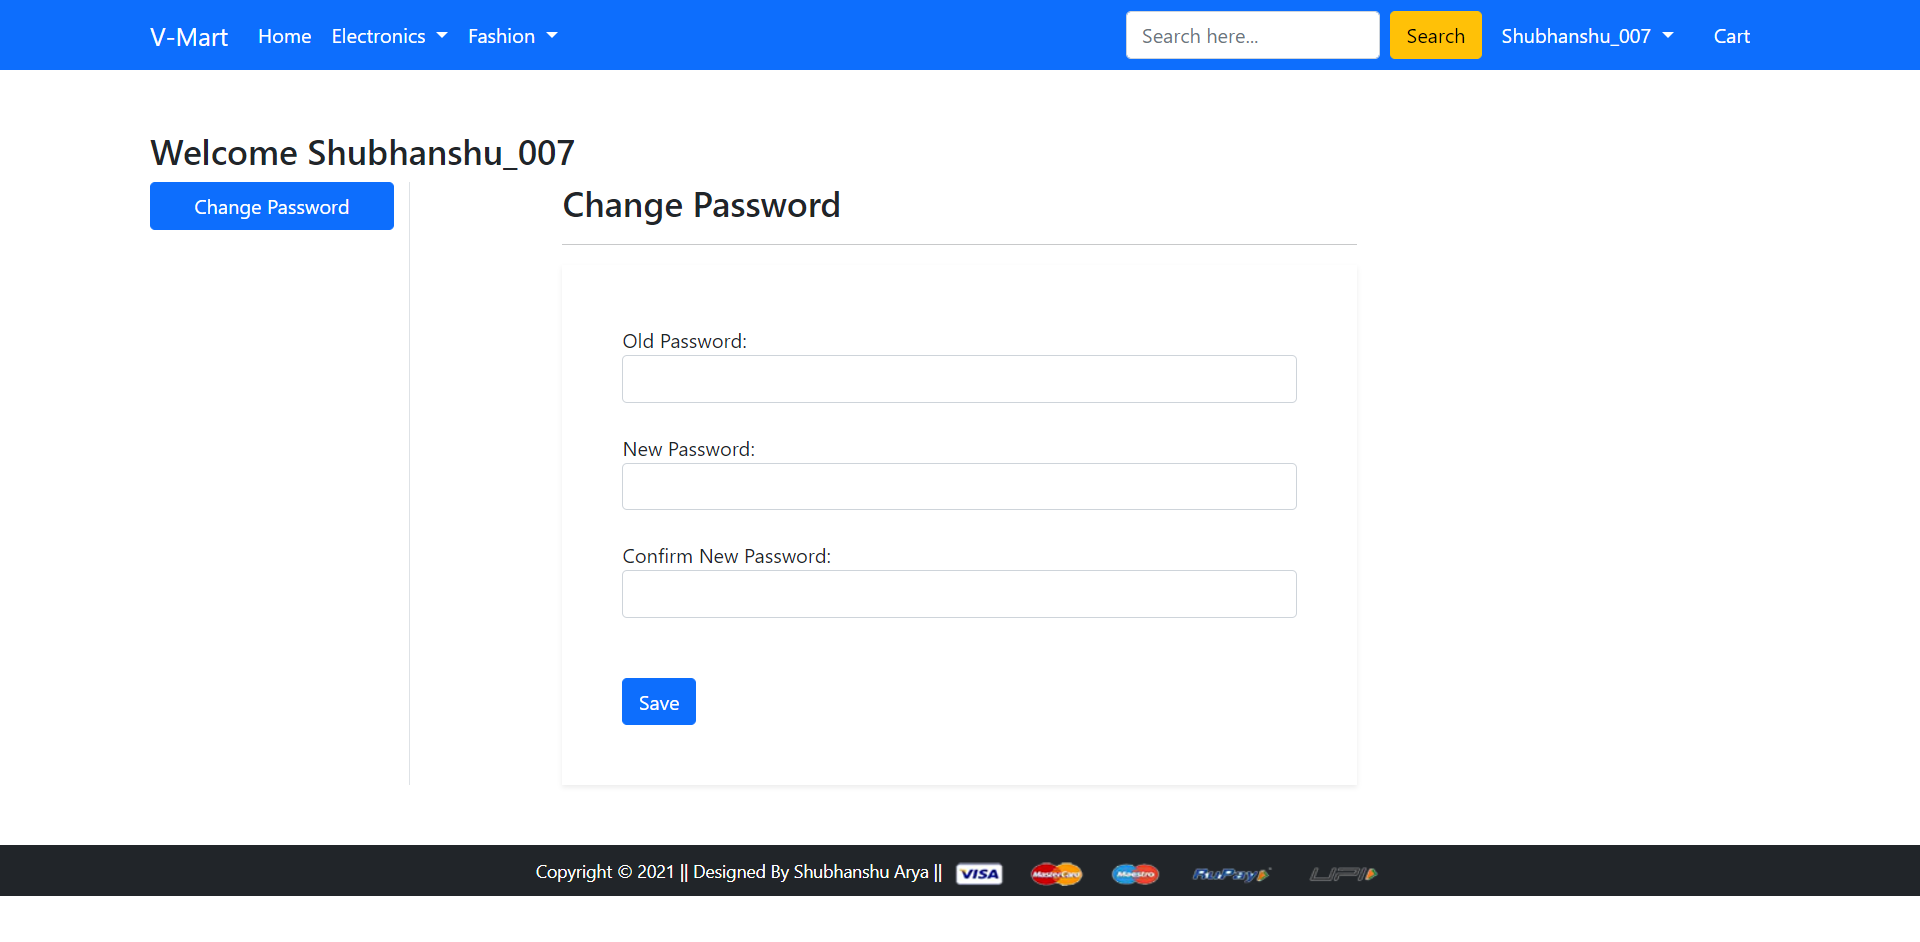 V-Mart Home Electronics Fashion Search here... Search Shubhanshu_007 Cart
Welcome Shubhanshu_007
Change Password
Change Password
Old Password:
New Password:
Confirm New Password:
Save
Copyright © 2021 || Designed By Shubhanshu Arya || VISA MasterCard Maestro RuPay UPI